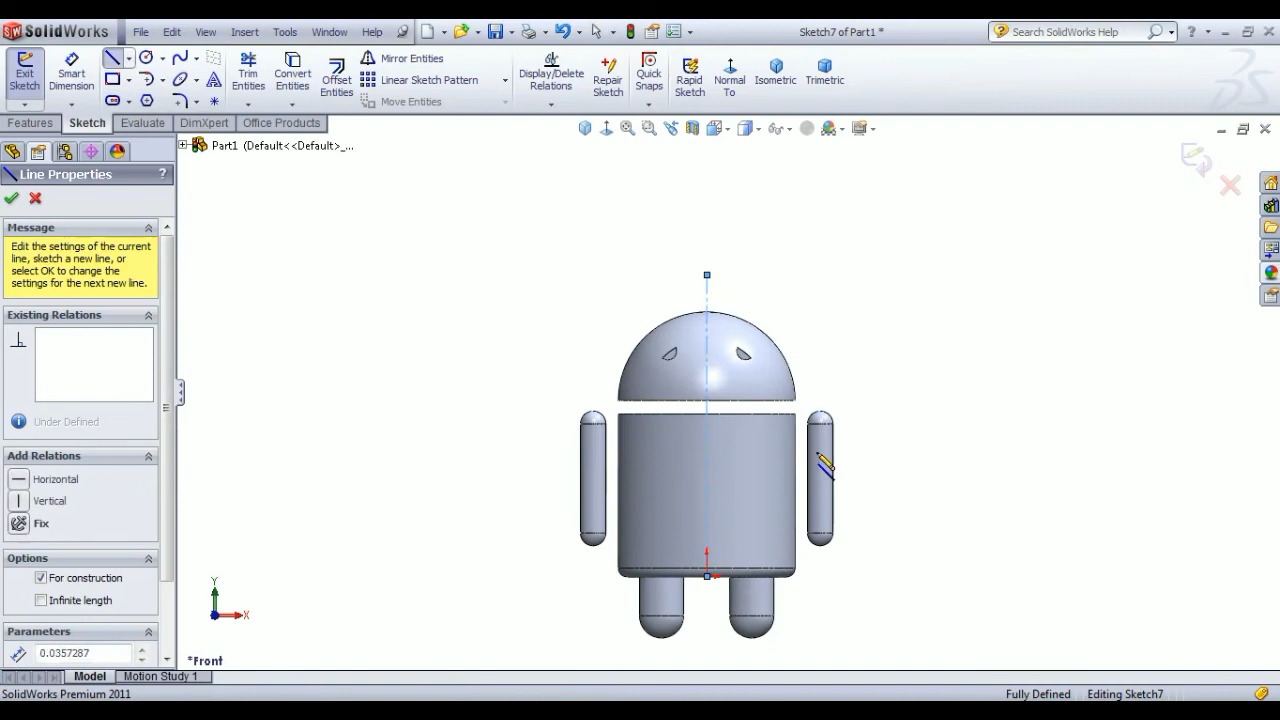 SolidWorks File Edit View Insert Tools Window Help Sketch7 of Part1 * Search SolidWorks Help
Exit Sketch
Smart Dimension
Trim Entities
Convert Entities
Offset Entities
Mirror Entities
Linear Sketch Pattern
Move Entities
Display/Delete Relations
Repair Sketch
Quick Snaps
Rapid Sketch
Normal To
Isometric
Trimetric
Features Sketch Evaluate DimXpert Office Products
Part1 (Default<<Default>_...
Line Properties ?
Message
Edit the settings of the current
line, sketch a new line, or
select OK to change the
settings for the next new line.
Existing Relations
Under Defined
Add Relations
Horizontal
Vertical
Fix
Options
For construction
Infinite length
Parameters
0.0357287
Y
X
*Front
Model Motion Study 1
SolidWorks Premium 2011 Fully Defined Editing Sketch7